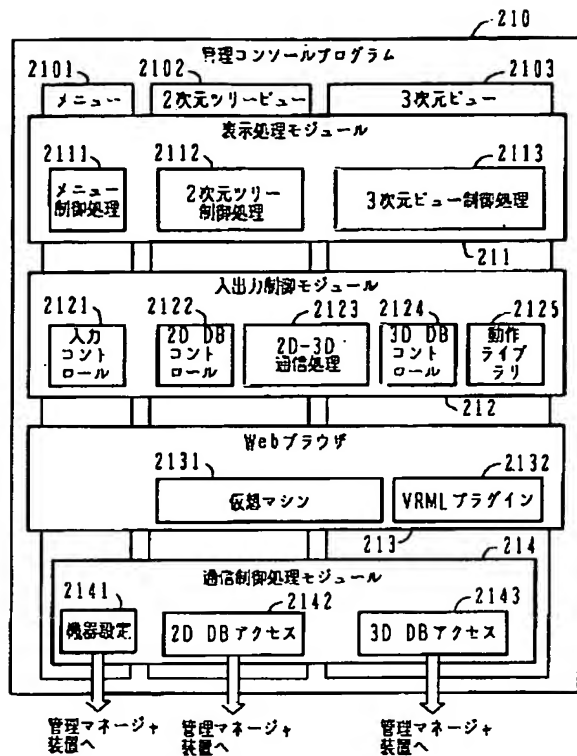 210
管理コンソールプログラム
2101
2102
2103
メニュー
2次元ツリービュー
3次元ビュー
表示処理モジュール
2111
2112
2113
メニュー
制御処理
2次元ツリー
制御処理
3次元ビュー制御処理
211
入出力制御モジュール
2121
2122
2123
2124
2125
入力
コント
ロール
2D DB
コント
ロール
2D-3D
通信処理
3D DB
コント
ロール
動作
ライブ
ラリ
212
Webブラウザ
2131
2132
仮想マシン
VRMLプラグイン
213
214
通信制御処理モジュール
2141
2142
2143
機器設定
2D DBアクセス
3D DBアクセス
管理マネージャ
装置へ
管理マネージャ
装置へ
管理マネージャ
装置へ